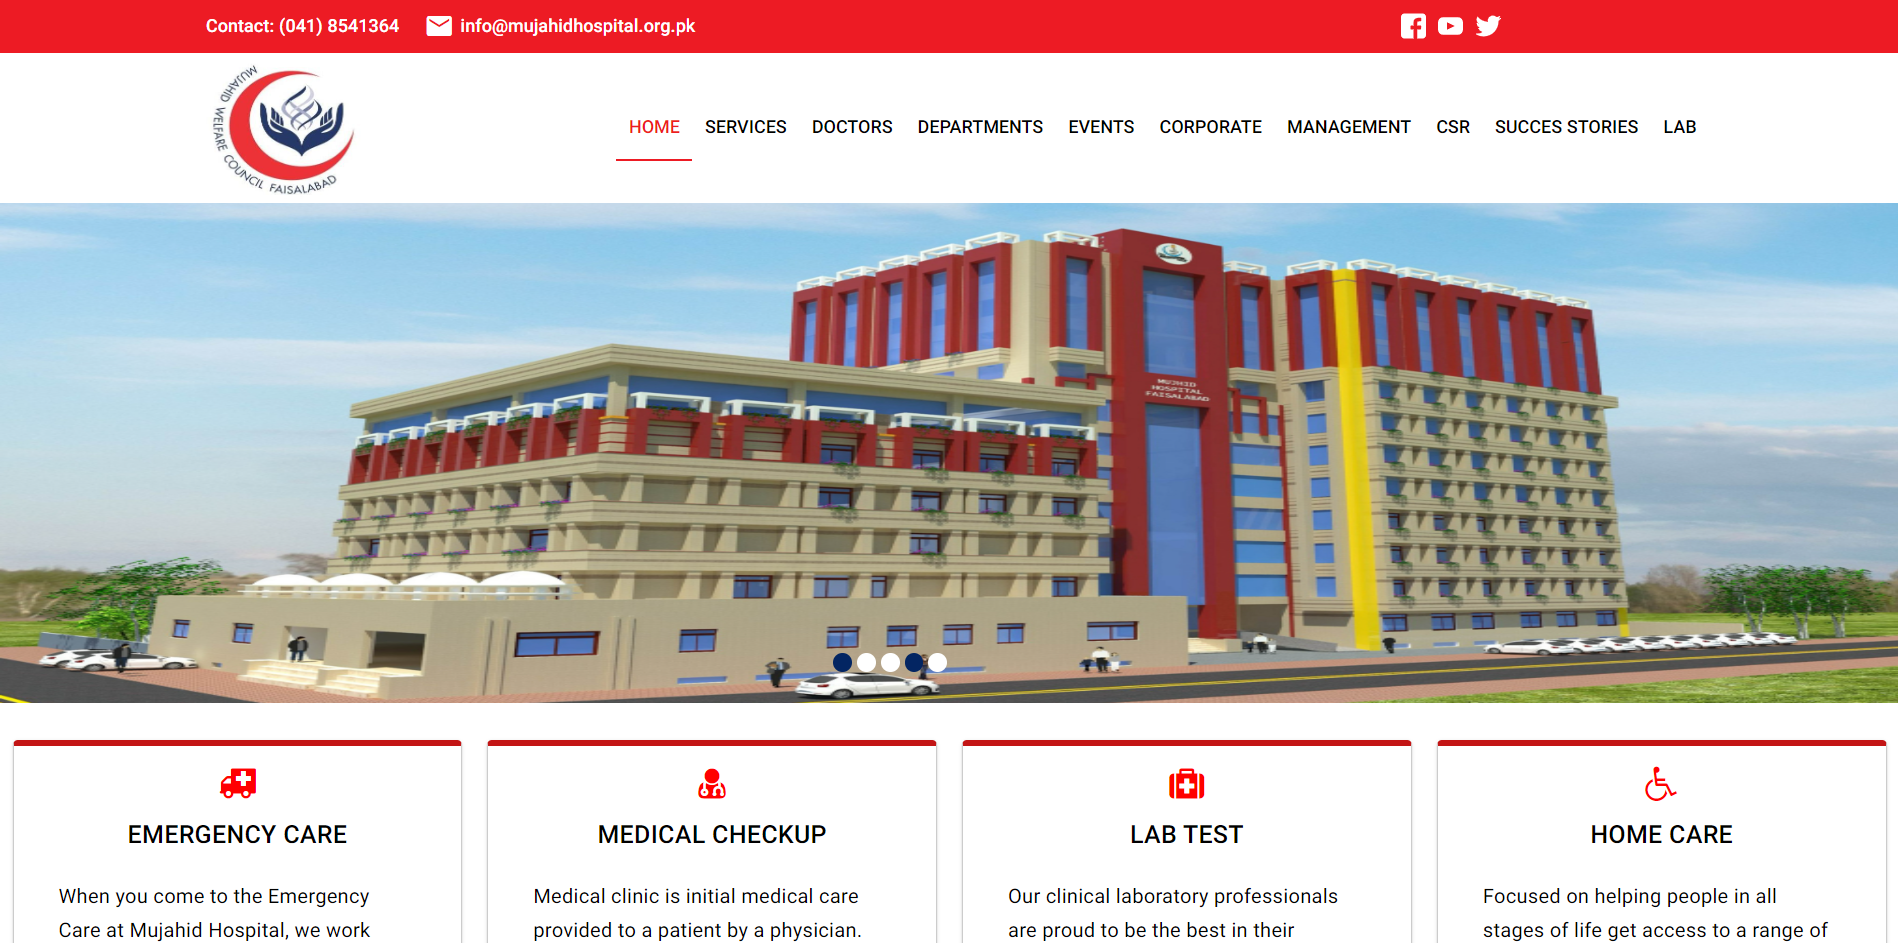 Contact: (041) 8541364
info@mujahidhospital.org.pk
MUJAHID WELFARE COUNCIL FAISALABAD
HOME
SERVICES
DOCTORS
DEPARTMENTS
EVENTS
CORPORATE
MANAGEMENT
CSR
SUCCES STORIES
LAB
MUJHID
HOSPITAL
FAISALABAD
EMERGENCY CARE
When you come to the Emergency
Care at Mujahid Hospital, we work
MEDICAL CHECKUP
Medical clinic is initial medical care
provided to a patient by a physician.
LAB TEST
Our clinical laboratory professionals
are proud to be the best in their
HOME CARE
Focused on helping people in all
stages of life get access to a range of